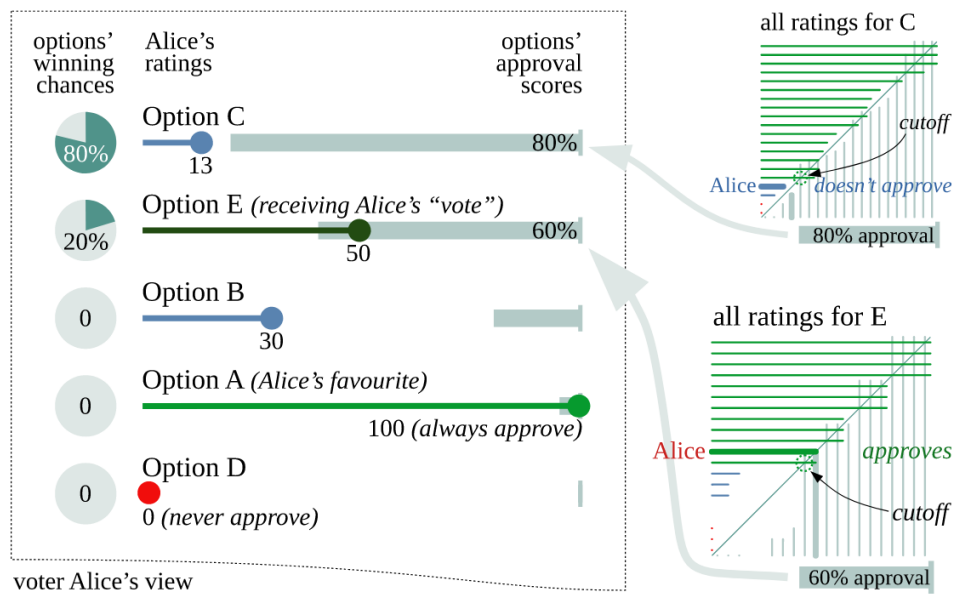 options’
winning
chances
Alice’s
ratings
options’
approval
scores
Option C
80%
13
80%
Option E (receiving Alice’s “vote”)
20%
50
60%
Option B
0
30
Option A (Alice’s favourite)
0
100 (always approve)
Option D
0
0 (never approve)
voter Alice’s view
all ratings for C
cutoff
Alice
doesn’t approve
80% approval
all ratings for E
Alice
approves
cutoff
60% approval